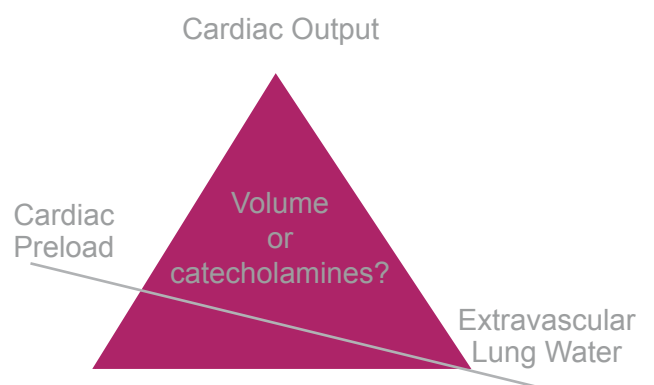 Cardiac Output
Volume
or
catecholamines?
Cardiac
Preload
Extravascular
Lung Water